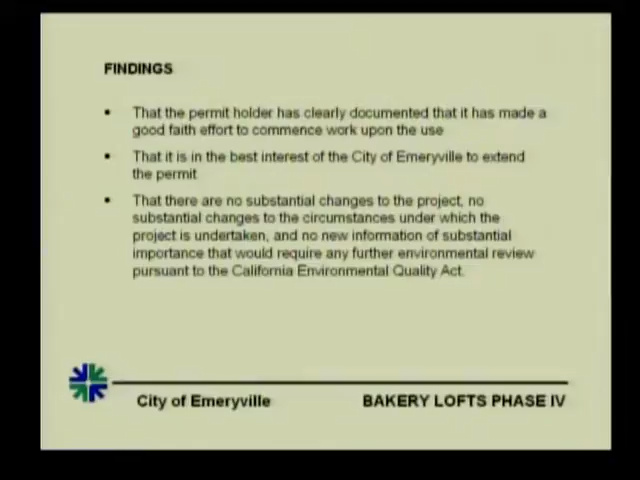 FINDINGS
• That the permit holder has clearly documented that it has made a
good faith effort to commence work upon the use
• That it is in the best interest of the City of Emeryville to extend
the permit
• That there are no substantial changes to the project, no
substantial changes to the circumstances under which the
project is undertaken, and no new information of substantial
importance that would require any further environmental review
pursuant to the California Environmental Quality Act.
City of Emeryville
BAKERY LOFTS PHASE IV